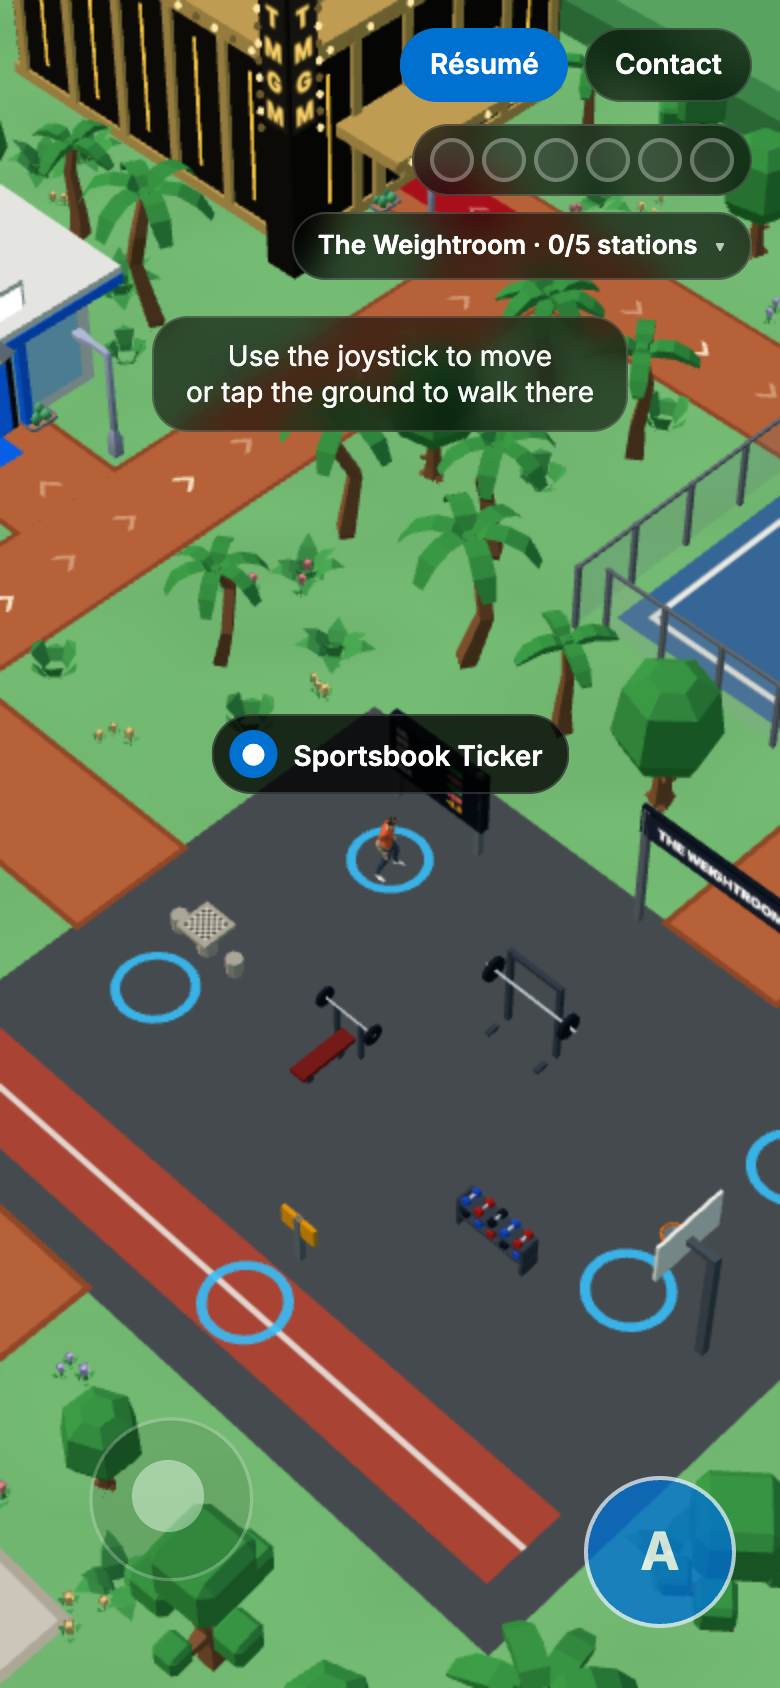 TMGM
TMGM
Résumé
Contact
The Weightroom · 0/5 stations
Use the joystick to move
or tap the ground to walk there
Sportsbook Ticker
THE WEIGHTROOM
A